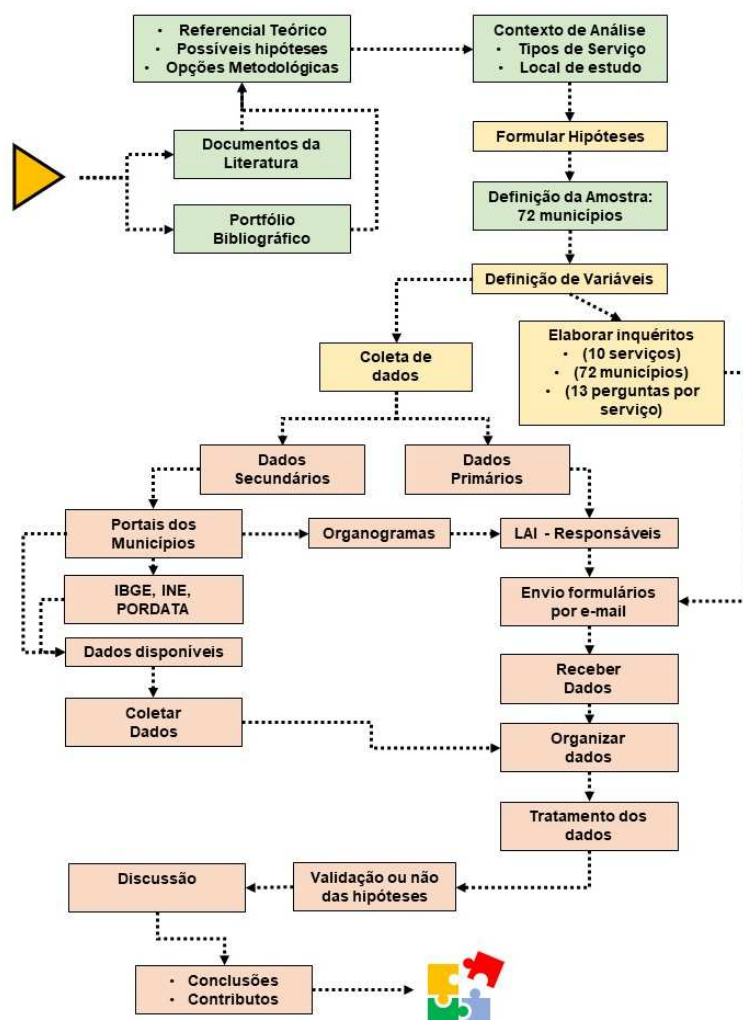 • Referencial Teórico
• Possíveis hipóteses
• Opções Metodológicas
Contexto de Análise
• Tipos de Serviço
• Local de estudo
Documentos da
Literatura
Formular Hipóteses
Portfólio
Bibliográfico
Definição da Amostra:
72 municípios
Definição de Variáveis
Elaborar inquéritos
• (10 serviços)
• (72 municípios)
• (13 perguntas por
serviço)
Coleta de
dados
Dados
Secundários
Dados
Primários
Portais dos
Municípios
Organogramas
LAI - Responsáveis
IBGE, INE,
PORDATA
Envio formulários
por e-mail
Dados disponíveis
Receber
Dados
Coletar
Dados
Organizar
dados
Tratamento dos
dados
Discussão
Validação ou não
das hipóteses
• Conclusões
• Contributos